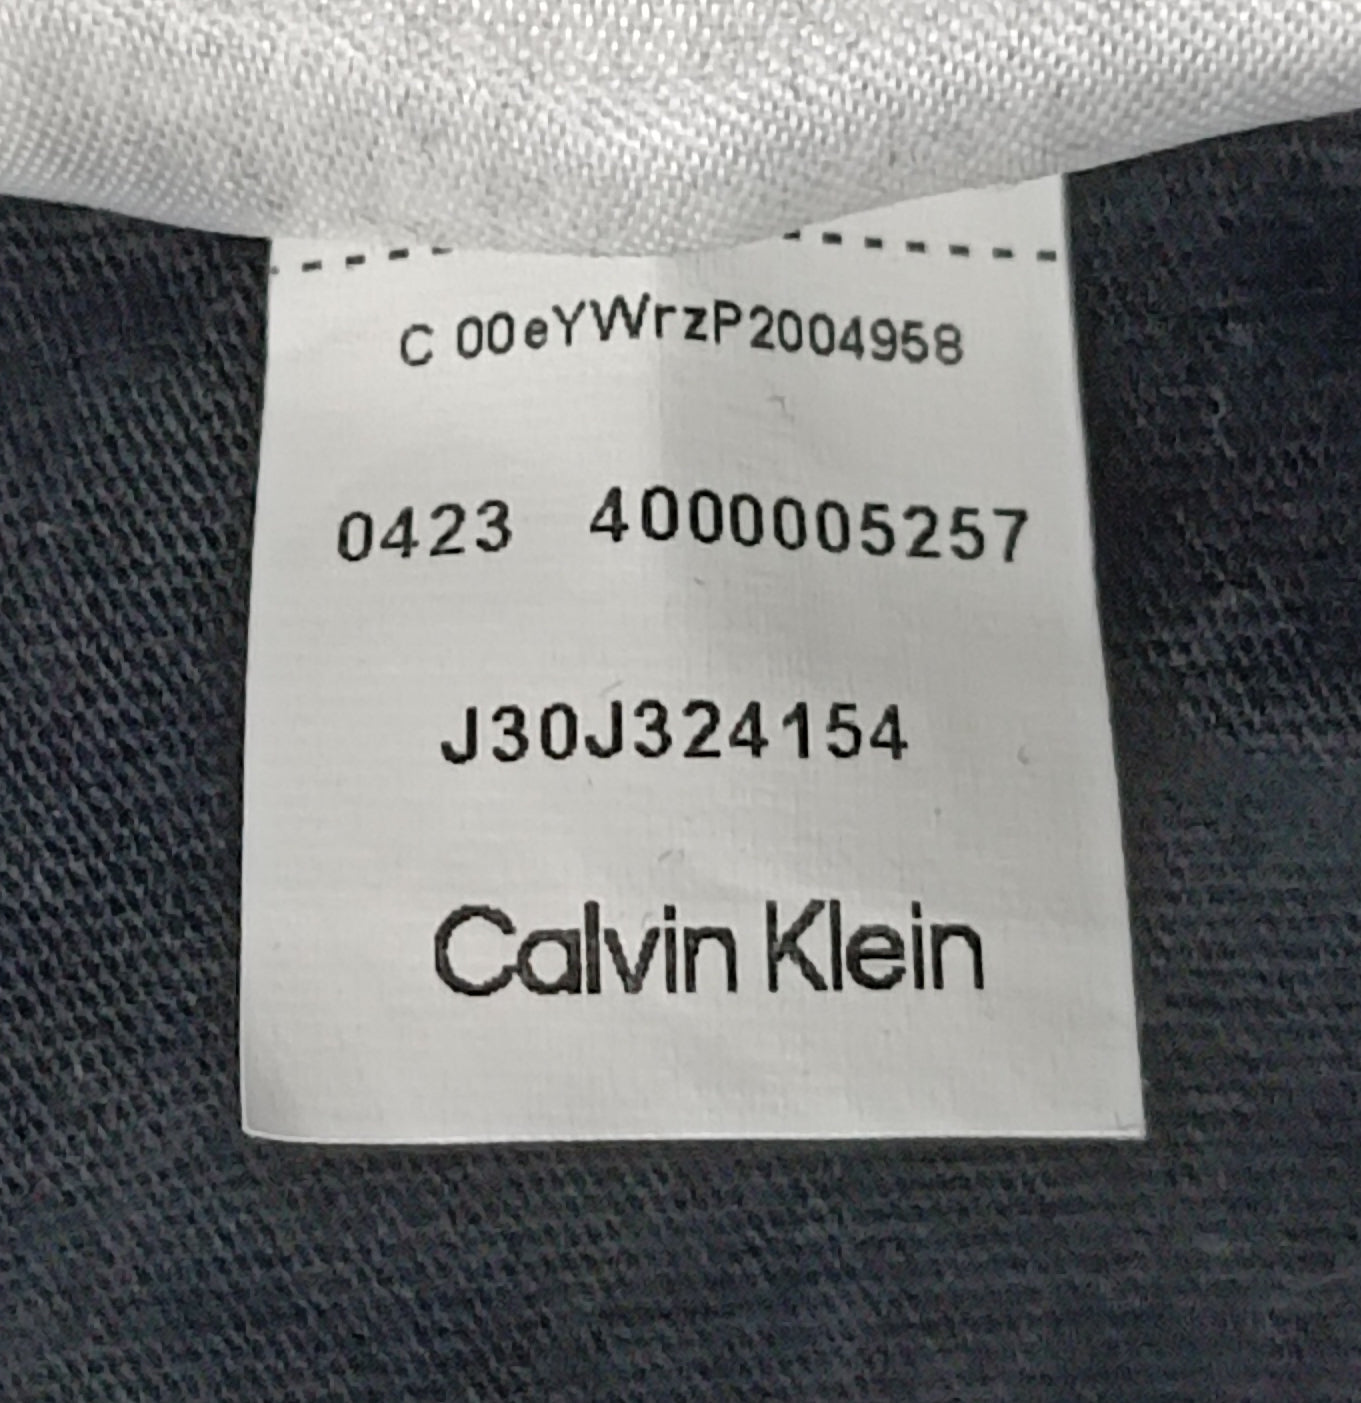 C 00eYWrzP2004958
0423 4000005257
J30J324154
Calvin Klein